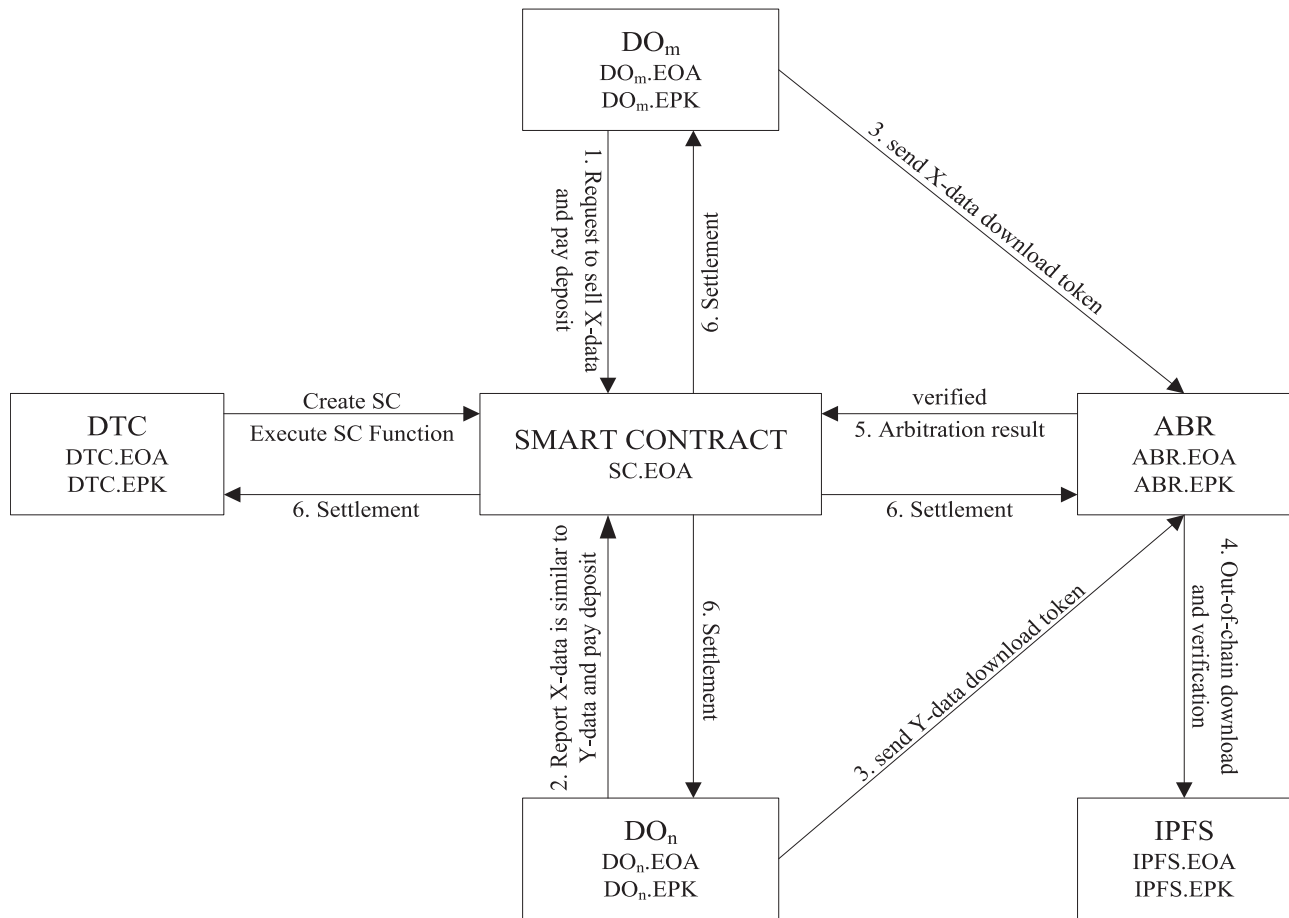 DOm
DOm.EOA
DOm.EPK
1. Request to sell X-data
and pay deposit
6. Settlement
3. send X-data download token
DTC
DTC.EOA
DTC.EPK
Create SC
Execute SC Function
6. Settlement
SMART CONTRACT
SC.EOA
verified
5. Arbitration result
6. Settlement
ABR
ABR.EOA
ABR.EPK
2. Report X-data is similar to
Y-data and pay deposit
6. Settlement
3. send Y-data download token
4. Out-of-chain download
and verification
DOn
DOn.EOA
DOn.EPK
IPFS
IPFS.EOA
IPFS.EPK